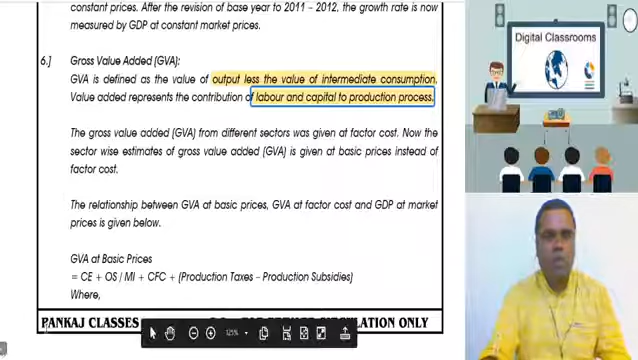 constant prices. After the revision of base year to 2011 – 2012, the growth rate is now
measured by GDP at constant market prices.
6.] Gross Value Added (GVA):
GVA is defined as the value of output less the value of intermediate consumption.
Value added represents the contribution of labour and capital to production process.
The gross value added (GVA) from different sectors was given at factor cost. Now the
sector wise estimates of gross value added (GVA) is given at basic prices instead of
factor cost.
The relationship between GVA at basic prices, GVA at factor cost and GDP at market
prices is given below.
GVA at Basic Prices
= CE + OS / MI + CFC + (Production Taxes – Production Subsidies)
Where,
PANKAJ CLASSES
CIRCULATION ONLY
125%
Digital Classrooms